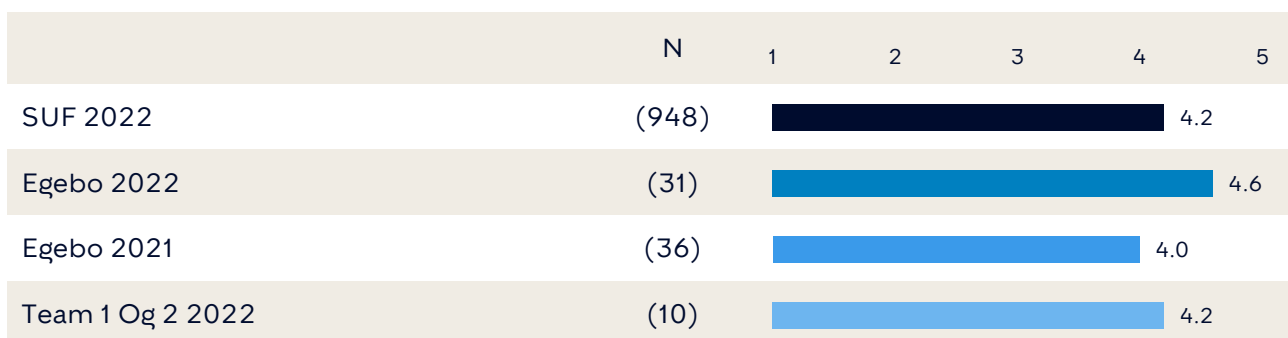 N 1 2 3 4 5
SUF 2022 (948) 4.2
Egebo 2022 (31) 4.6
Egebo 2021 (36) 4.0
Team 1 Og 2 2022 (10) 4.2